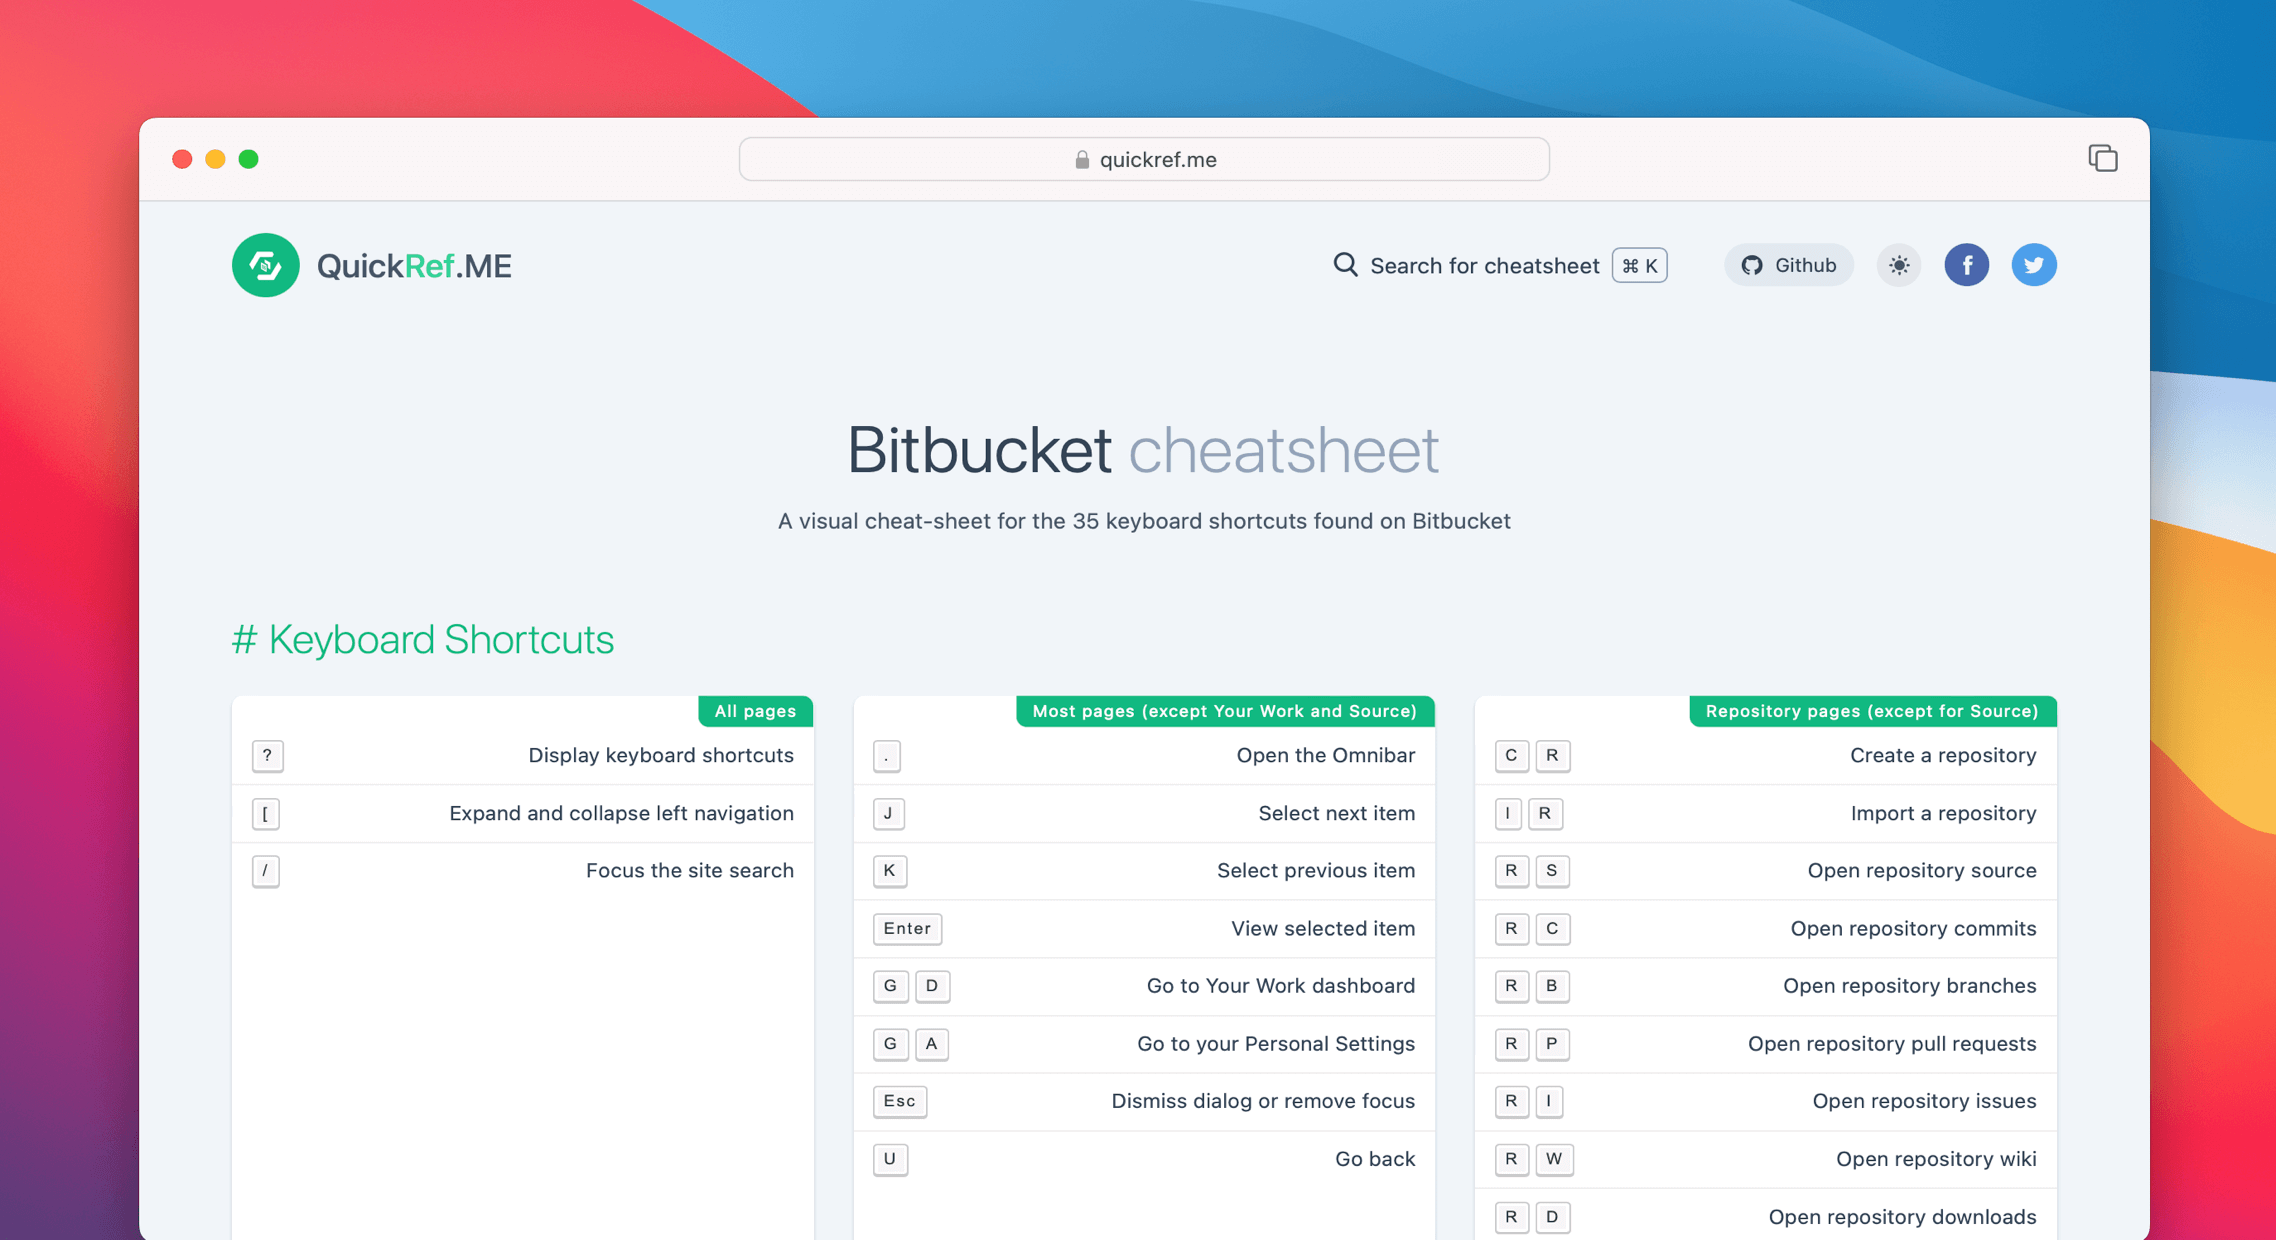 quickref.me
QuickRef.ME
Search for cheatsheet ⌘ K
Github
Bitbucket cheatsheet
A visual cheat-sheet for the 35 keyboard shortcuts found on Bitbucket
# Keyboard Shortcuts
All pages
? Display keyboard shortcuts
[ Expand and collapse left navigation
/ Focus the site search
Most pages (except Your Work and Source)
. Open the Omnibar
J Select next item
K Select previous item
Enter View selected item
G D Go to Your Work dashboard
G A Go to your Personal Settings
Esc Dismiss dialog or remove focus
U Go back
Repository pages (except for Source)
C R Create a repository
I R Import a repository
R S Open repository source
R C Open repository commits
R B Open repository branches
R P Open repository pull requests
R I Open repository issues
R W Open repository wiki
R D Open repository downloads